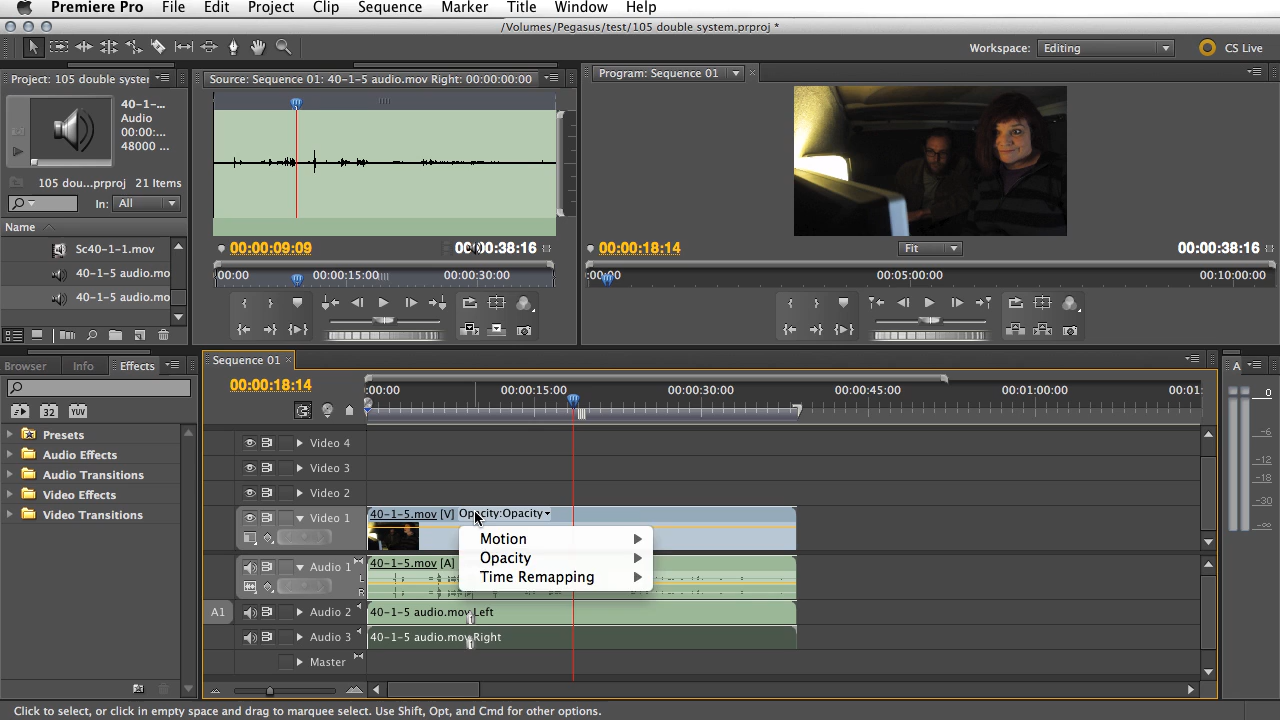 Premiere Pro File Edit Project Clip Sequence Marker Title Window Help
/Volumes/Pegasus/test/105 double system.prproj *
Workspace: Editing CS Live
Project: 105 double syster
Source: Sequence 01: 40-1-5 audio.mov Right: 00:00:00:00
Program: Sequence 01
40-1-...
Audio
00:00:...
48000 ...
105 dou...prproj 21 Items
In: All
Name
Sc40-1-1.mov
40-1-5 audio.mo
40-1-5 audio.mo
00:00:09:09 00:00:38:16
:00:00 00:00:15:00 00:00:30:00
00:00:18:14 Fit 00:00:38:16
:00:00 00:05:00:00 00:10:00:00
Browser Info Effects
32 YUV
Presets
Audio Effects
Audio Transitions
Video Effects
Video Transitions
Sequence 01
00:00:18:14
:00:00 00:00:15:00 00:00:30:00 00:00:45:00 00:01:00:00 00:01:
Video 4
Video 3
Video 2
Video 1 40-1-5.mov [V] Opacity:Opacity
Motion
Opacity
Time Remapping
Audio 1 40-1-5.mov [A]
L
R
A1 Audio 2 40-1-5 audio.mov Left
Audio 3 40-1-5 audio.mov Right
Master
A
0
-6
-12
-18
-30
-∞
Click to select, or click in empty space and drag to marquee select. Use Shift, Opt, and Cmd for other options.